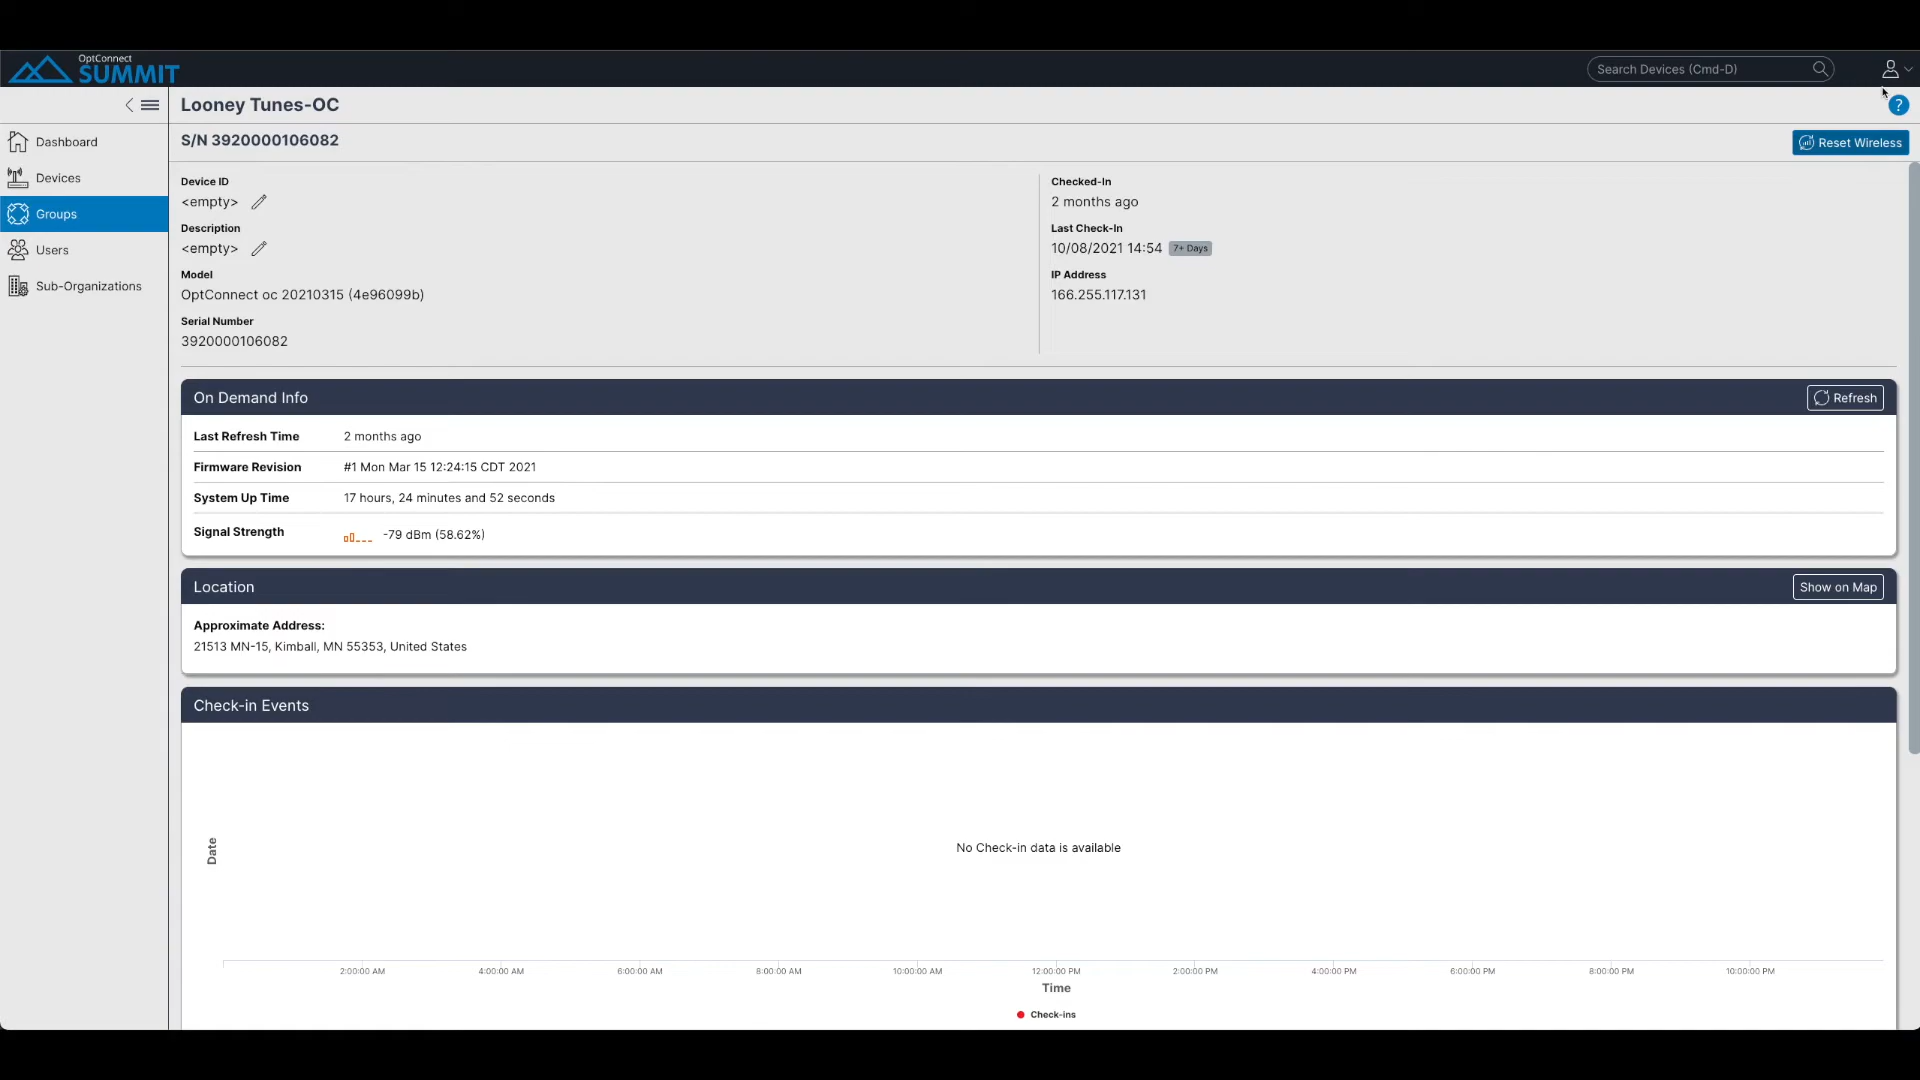 OptConnect
SUMMIT
Search Devices (Cmd-D)
Looney Tunes-OC
?
S/N 3920000106082
Reset Wireless
Dashboard
Devices
Groups
Users
Sub-Organizations
Device ID
<empty>
Description
<empty>
Model
OptConnect oc 20210315 (4e96099b)
Serial Number
3920000106082
Checked-In
2 months ago
Last Check-In
10/08/2021 14:54 7+ Days
IP Address
166.255.117.131
On Demand Info
Refresh
Last Refresh Time 2 months ago
Firmware Revision #1 Mon Mar 15 12:24:15 CDT 2021
System Up Time 17 hours, 24 minutes and 52 seconds
Signal Strength -79 dBm (58.62%)
Location
Show on Map
Approximate Address:
21513 MN-15, Kimball, MN 55353, United States
Check-in Events
Date
No Check-in data is available
2:00:00 AM 4:00:00 AM 6:00:00 AM 8:00:00 AM 10:00:00 AM 12:00:00 PM 2:00:00 PM 4:00:00 PM 6:00:00 PM 8:00:00 PM 10:00:00 PM
Time
Check-ins